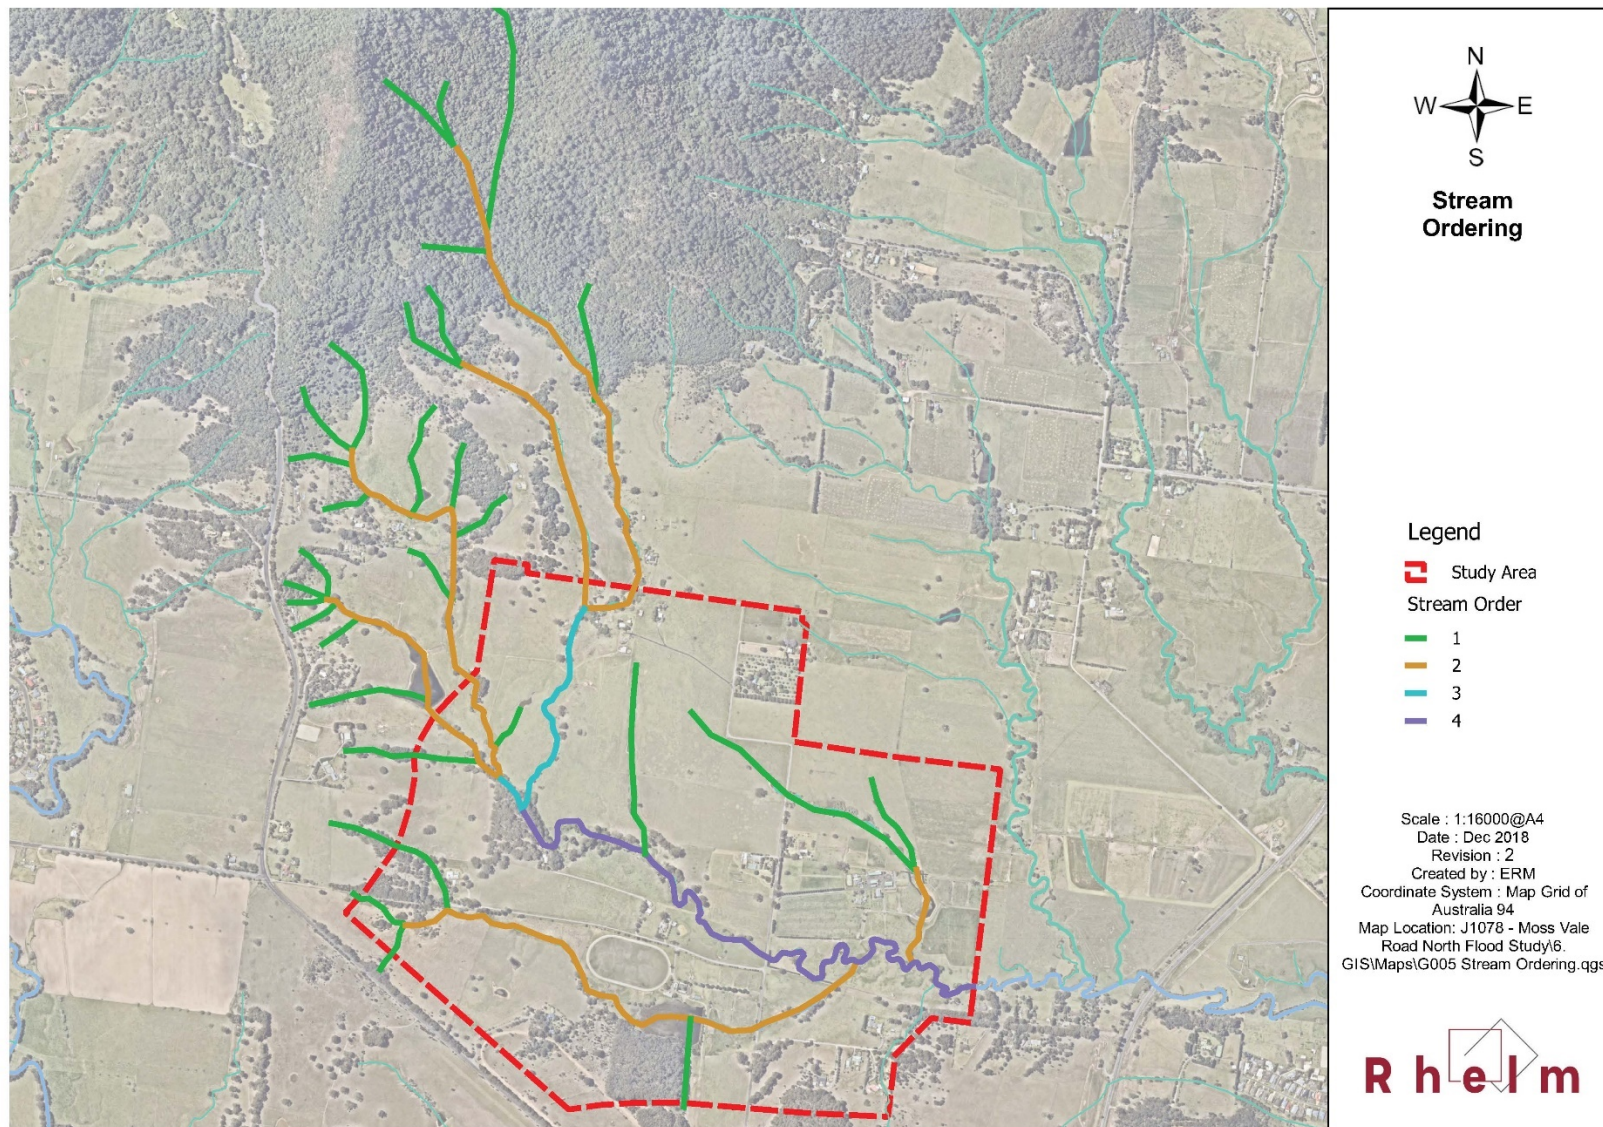 N
W E
S
Stream
Ordering
Legend
Study Area
Stream Order
1
2
3
4
Scale : 1:16000@A4
Date : Dec 2018
Revision : 2
Created by : ERM
Coordinate System : Map Grid of
Australia 94
Map Location: J1078 - Moss Vale
Road North Flood Study\6.
GIS\Maps\G005 Stream Ordering.qgs
Rhelm